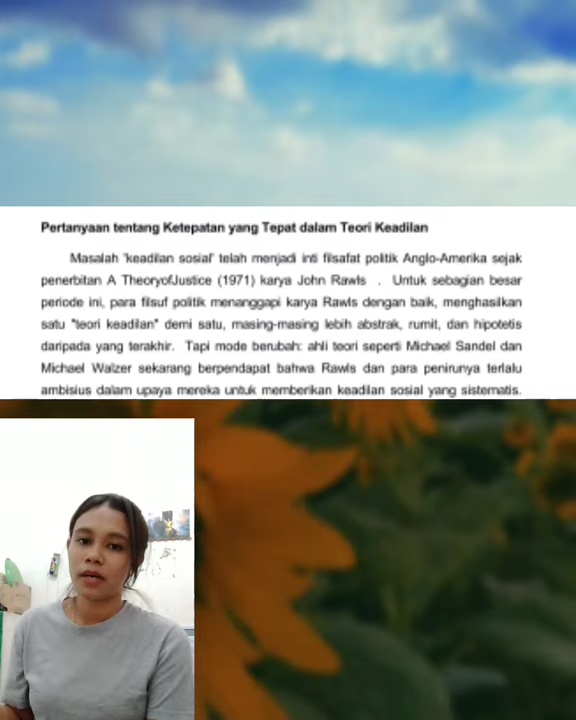 Pertanyaan tentang Ketepatan yang Tepat dalam Teori Keadilan
Masalah 'keadilan sosial' telah menjadi inti filsafat politik Anglo-Amerika sejak
penerbitan A TheoryofJustice (1971) karya John Rawls . Untuk sebagian besar
periode ini, para filsuf politik menanggapi karya Rawls dengan baik, menghasilkan
satu "teori keadilan" demi satu, masing-masing lebih abstrak, rumit, dan hipotetis
daripada yang terakhir. Tapi mode berubah: ahli teori seperti Michael Sandel dan
Michael Walzer sekarang berpendapat bahwa Rawls dan para penirunya terlalu
ambisius dalam upaya mereka untuk memberikan keadilan sosial yang sistematis.